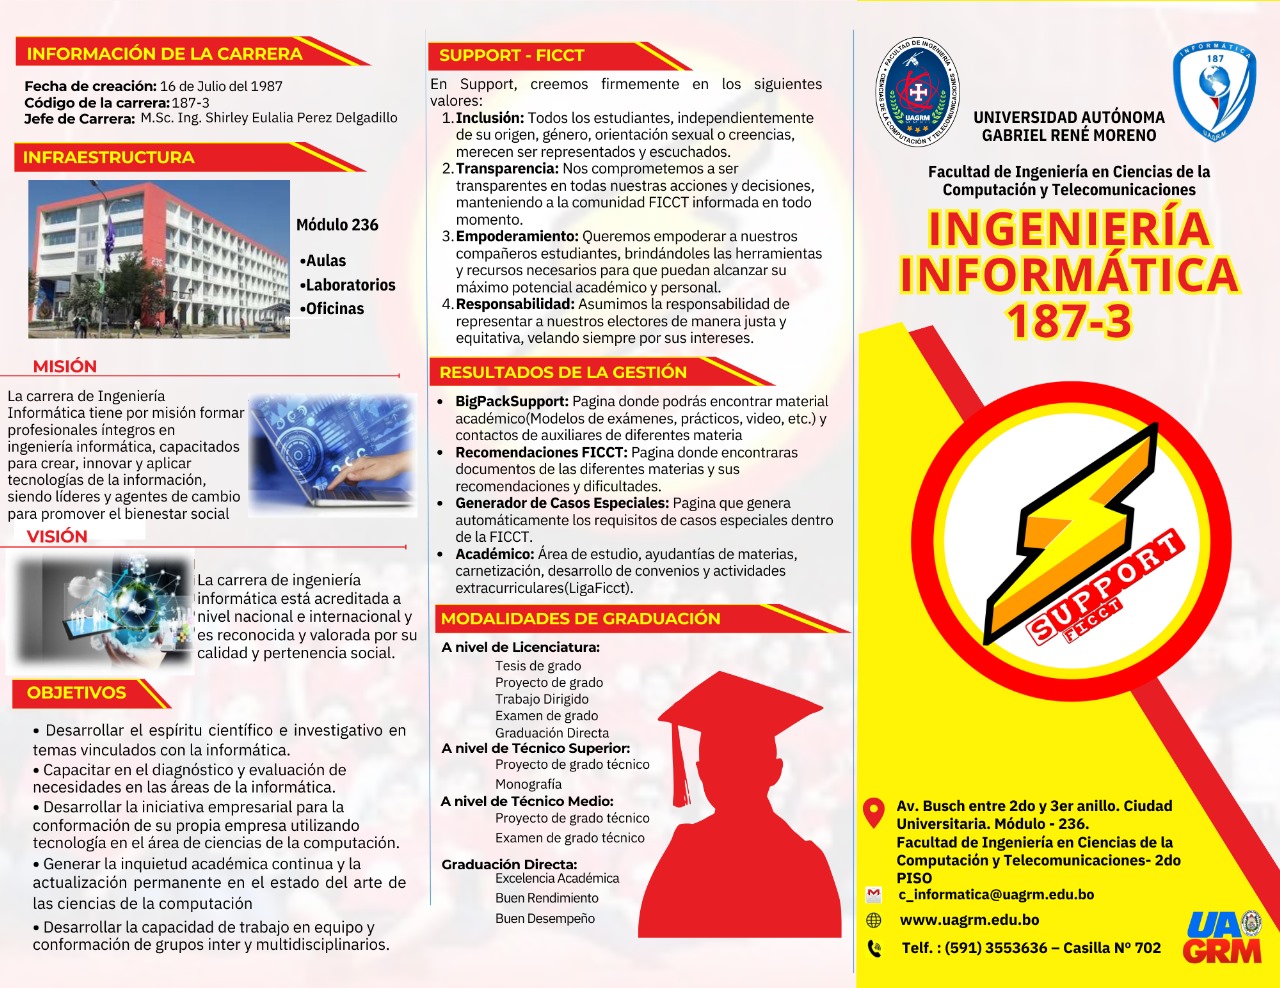 INFORMACIÓN DE LA CARRERA
Fecha de creación: 16 de Julio del 1987
Código de la carrera: 187-3
Jefe de Carrera: M.Sc. Ing. Shirley Eulalia Perez Delgadillo
INFRAESTRUCTURA
Módulo 236
•Aulas
•Laboratorios
•Oficinas
MISIÓN
La carrera de Ingeniería
Informática tiene por misión formar
profesionales íntegros en
ingeniería informática, capacitados
para crear, innovar y aplicar
tecnologías de la información,
siendo líderes y agentes de cambio
para promover el bienestar social
VISIÓN
La carrera de ingeniería
informática está acreditada a
nivel nacional e internacional y
es reconocida y valorada por su
calidad y pertenencia social.
OBJETIVOS
• Desarrollar el espíritu científico e investigativo en
temas vinculados con la informática.
• Capacitar en el diagnóstico y evaluación de
necesidades en las áreas de la informática.
• Desarrollar la iniciativa empresarial para la
conformación de su propia empresa utilizando
tecnología en el área de ciencias de la computación.
• Generar la inquietud académica continua y la
actualización permanente en el estado del arte de
las ciencias de la computación
• Desarrollar la capacidad de trabajo en equipo y
conformación de grupos inter y multidisciplinarios.
SUPPORT - FICCT
En Support, creemos firmemente en los siguientes
valores:
1. Inclusión: Todos los estudiantes, independientemente
de su origen, género, orientación sexual o creencias,
merecen ser representados y escuchados.
2. Transparencia: Nos comprometemos a ser
transparentes en todas nuestras acciones y decisiones,
manteniendo a la comunidad FICCT informada en todo
momento.
3. Empoderamiento: Queremos empoderar a nuestros
compañeros estudiantes, brindándoles las herramientas
y recursos necesarios para que puedan alcanzar su
máximo potencial académico y personal.
4. Responsabilidad: Asumimos la responsabilidad de
representar a nuestros electores de manera justa y
equitativa, velando siempre por sus intereses.
RESULTADOS DE LA GESTIÓN
• BigPackSupport: Pagina donde podrás encontrar material
académico(Modelos de exámenes, prácticos, video, etc.) y
contactos de auxiliares de diferentes materia
• Recomendaciones FICCT: Pagina donde encontraras
documentos de las diferentes materias y sus
recomendaciones y dificultades.
• Generador de Casos Especiales: Pagina que genera
automáticamente los requisitos de casos especiales dentro
de la FICCT.
• Académico: Área de estudio, ayudantías de materias,
carnetización, desarrollo de convenios y actividades
extracurriculares(LigaFicct).
MODALIDADES DE GRADUACIÓN
A nivel de Licenciatura:
Tesis de grado
Proyecto de grado
Trabajo Dirigido
Examen de grado
Graduación Directa
A nivel de Técnico Superior:
Proyecto de grado técnico
Monografía
A nivel de Técnico Medio:
Proyecto de grado técnico
Examen de grado técnico
Graduación Directa:
Excelencia Académica
Buen Rendimiento
Buen Desempeño
FACULTAD DE INGENIERÍA EN
CIENCIAS DE LA COMPUTACIÓN Y TELECOMUNICACIONES
UAGRM
INFORMÁTICA
187
UAGRM
UNIVERSIDAD AUTÓNOMA
GABRIEL RENÉ MORENO
Facultad de Ingeniería en Ciencias de la
Computación y Telecomunicaciones
INGENIERÍA
INFORMÁTICA
187-3
SUPPORT
FICCT
Av. Busch entre 2do y 3er anillo. Ciudad
Universitaria. Módulo - 236.
Facultad de Ingeniería en Ciencias de la
Computación y Telecomunicaciones- 2do
PISO
c_informatica@uagrm.edu.bo
www.uagrm.edu.bo
Telf. : (591) 3553636 – Casilla Nº 702
UA
GRM